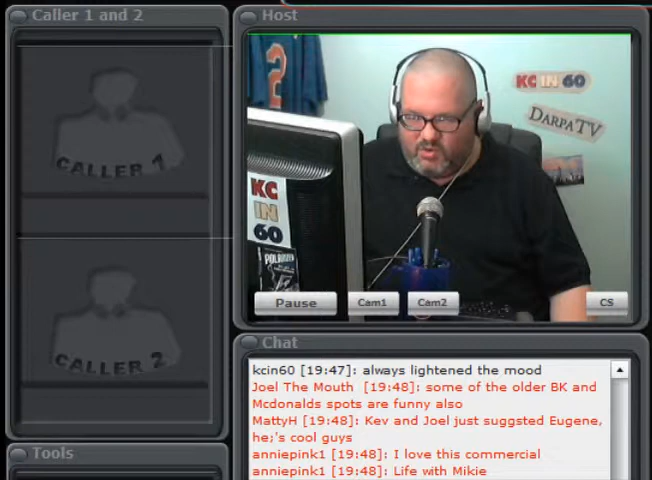 Caller 1 and 2
CALLER 1
CALLER 2
Tools
Host
2
KC IN 60
DARPA TV
KC
IN
60
Pause
Cam1
Cam2
CS
Chat
kcin60 [19:47]: always lightened the mood
Joel The Mouth [19:48]: some of the older BK and
Mcdonalds spots are funny also
MattyH [19:48]: Kev and Joel just suggsted Eugene,
he;'s cool guys
anniepink1 [19:48]: I love this commercial
anniepink1 [19:48]: Life with Mikie